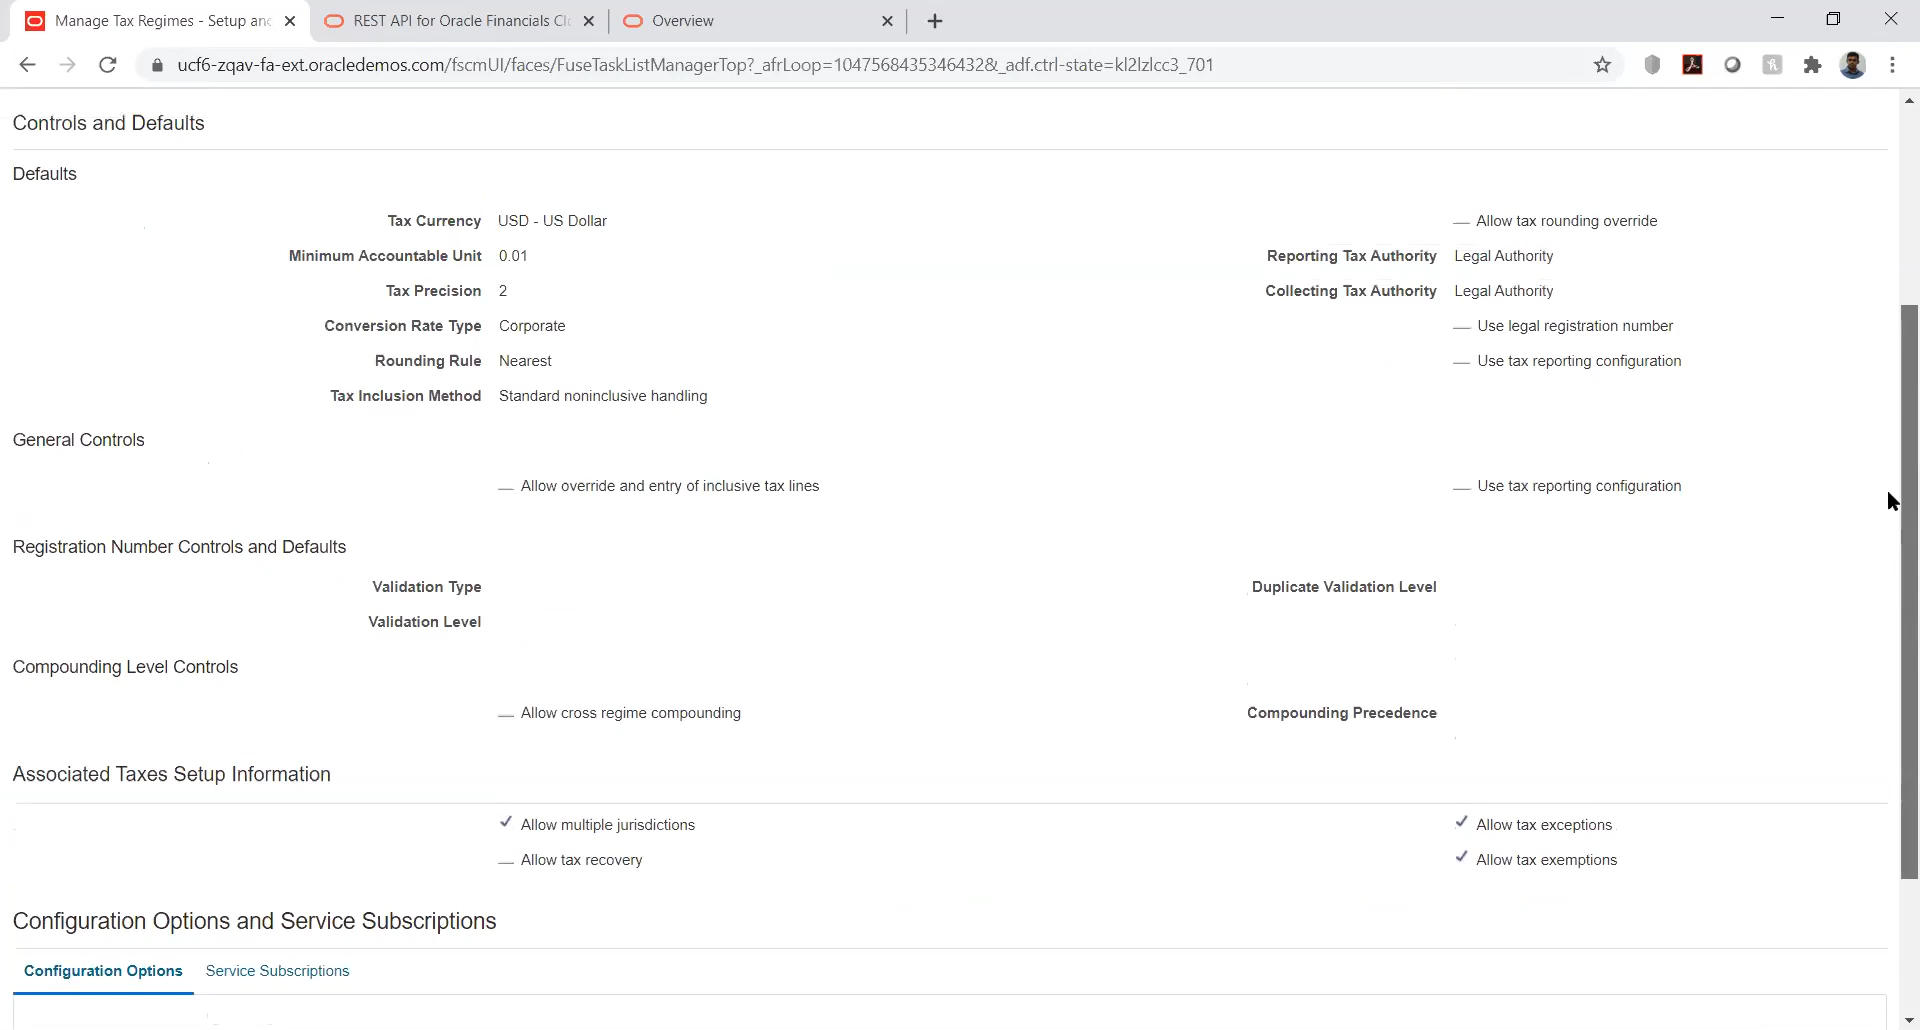 Manage Tax Regimes - Setup and
REST API for Oracle Financials Clo
Overview
ucf6-zqav-fa-ext.oracledemos.com/fscmUI/faces/FuseTaskListManagerTop?_afrLoop=1047568435346432&_adf.ctrl-state=kl2lzlcc3_701
Controls and Defaults
Defaults
Tax Currency USD - US Dollar
Allow tax rounding override
Minimum Accountable Unit 0.01
Reporting Tax Authority Legal Authority
Tax Precision 2
Collecting Tax Authority Legal Authority
Conversion Rate Type Corporate
Use legal registration number
Rounding Rule Nearest
Use tax reporting configuration
Tax Inclusion Method Standard noninclusive handling
General Controls
Allow override and entry of inclusive tax lines
Use tax reporting configuration
Registration Number Controls and Defaults
Validation Type
Duplicate Validation Level
Validation Level
Compounding Level Controls
Allow cross regime compounding
Compounding Precedence
Associated Taxes Setup Information
Allow multiple jurisdictions
Allow tax exceptions
Allow tax recovery
Allow tax exemptions
Configuration Options and Service Subscriptions
Configuration Options
Service Subscriptions